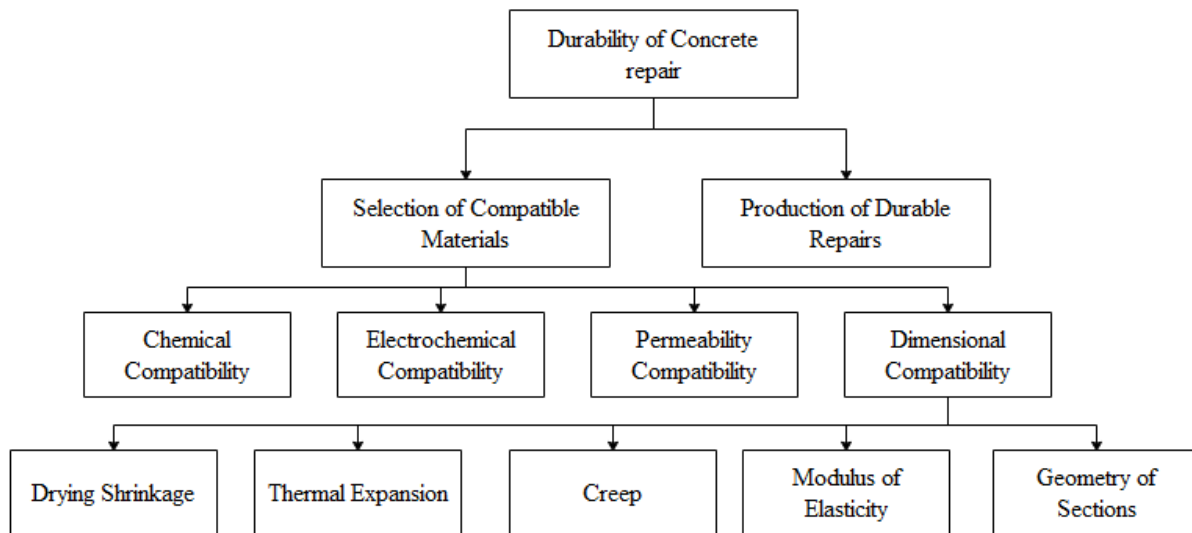 Durability of Concrete
repair
Selection of Compatible
Materials
Production of Durable
Repairs
Chemical
Compatibility
Electrochemical
Compatibility
Permeability
Compatibility
Dimensional
Compatibility
Drying Shrinkage
Thermal Expansion
Creep
Modulus of
Elasticity
Geometry of
Sections